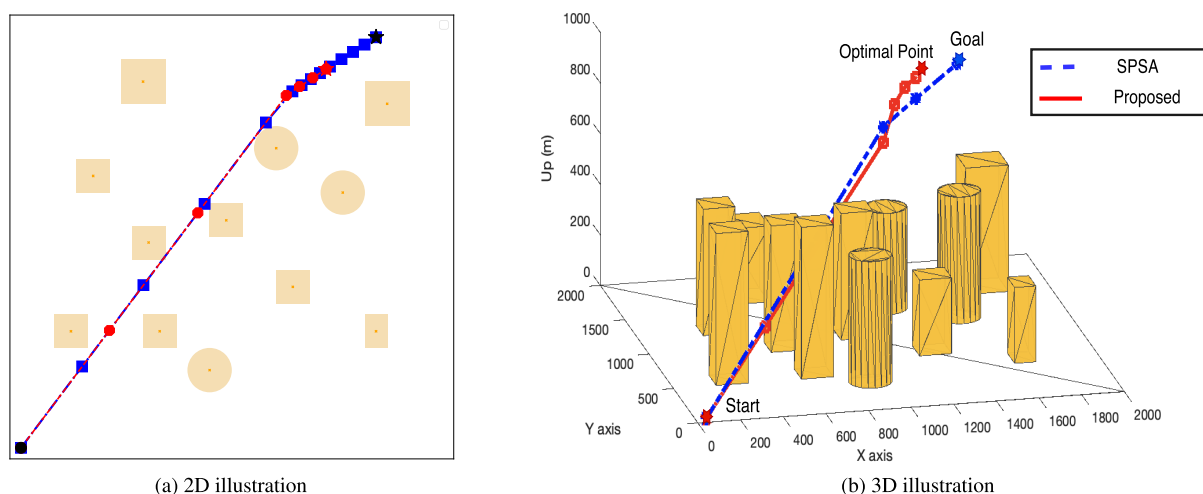 1000
800
600
400
200
0
Up (m)
2000
1500
1000
500
0
Y axis
0
200
400
600
800
1000
1200
1400
1600
1800
2000
X axis
Optimal Point
Goal
Start
SPSA
Proposed
(a) 2D illustration
(b) 3D illustration